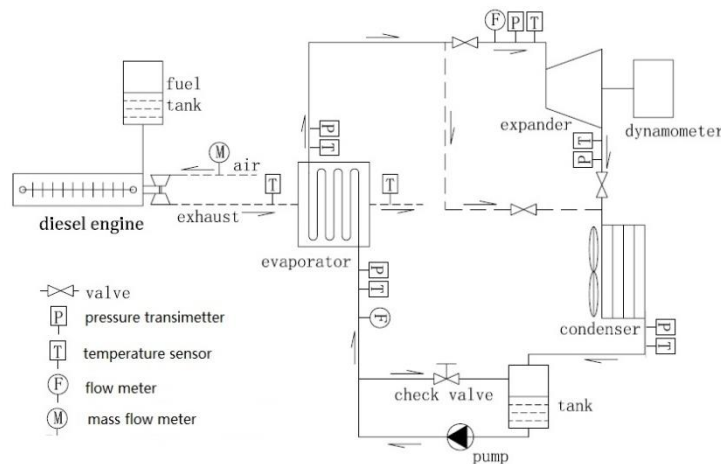 F P T
fuel
tank
expander
dynamometer
T
P
M
air
P
T
T
T
exhaust
diesel engine
evaporator
P
T
valve
P pressure transimetter
T temperature sensor
F flow meter
M mass flow meter
F
condenser
P
T
check valve
tank
pump